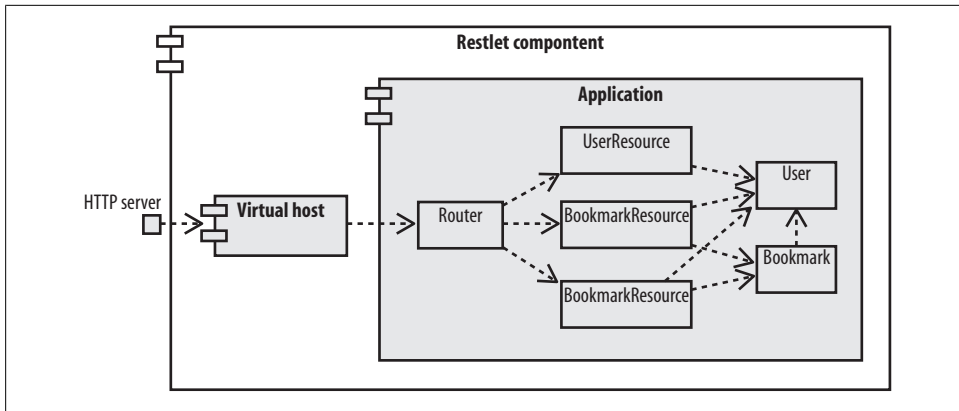 Restlet compontent
Application
UserResource
User
HTTP server
Virtual host
Router
BookmarkResource
Bookmark
BookmarkResource